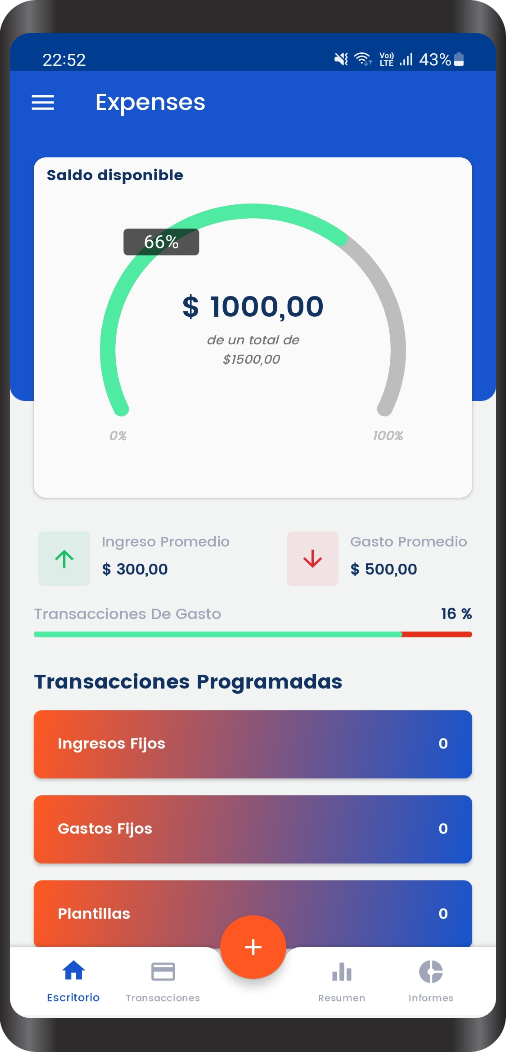 22:52
Voi)
LTE
43%
Expenses
Saldo disponible
66%
$ 1000,00
de un total de
$1500,00
0%
100%
Ingreso Promedio
$ 300,00
Gasto Promedio
$ 500,00
Transacciones De Gasto
16 %
Transacciones Programadas
Ingresos Fijos
0
Gastos Fijos
0
Plantillas
0
+
Escritorio
Transacciones
Resumen
Informes